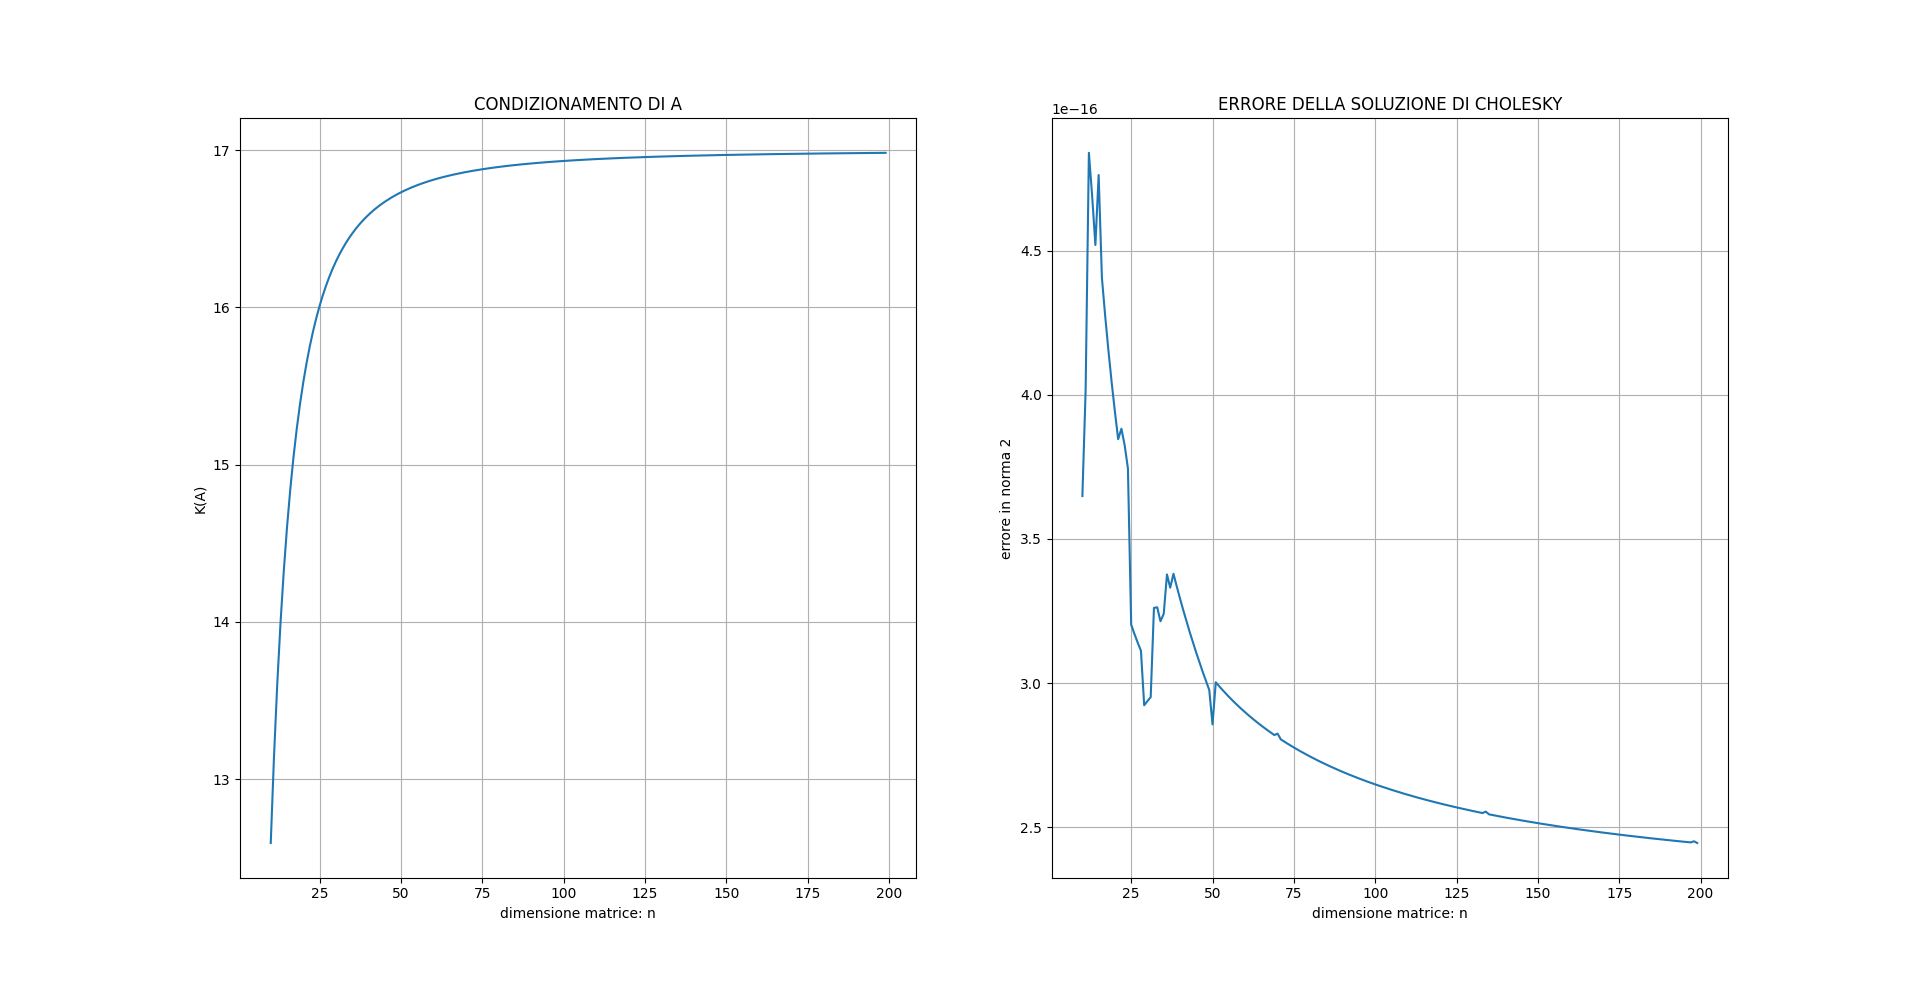 CONDIZIONAMENTO DI A
K(A)
17
16
15
14
13
25 50 75 100 125 150 175 200
dimensione matrice: n
ERRORE DELLA SOLUZIONE DI CHOLESKY
1e−16
errore in norma 2
4.5
4.0
3.5
3.0
2.5
25 50 75 100 125 150 175 200
dimensione matrice: n